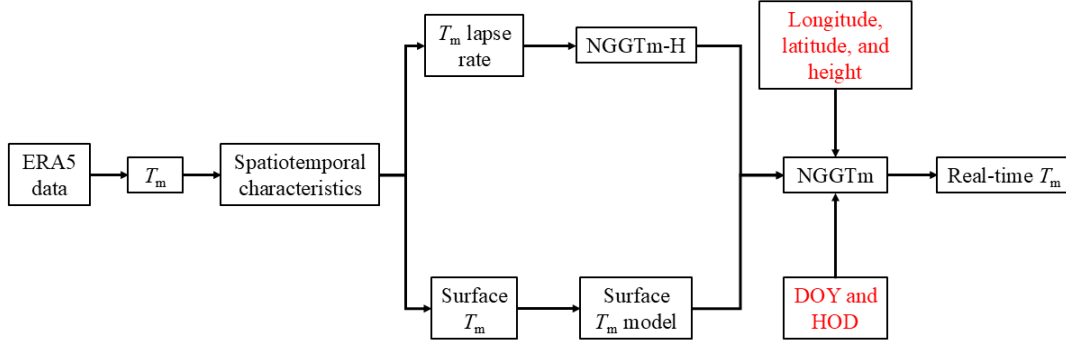 ERA5
data
Tm
Spatiotemporal
characteristics
Tm lapse
rate
NGGTm-H
Surface
Tm
Surface
Tm model
Longitude,
latitude, and
height
NGGTm
DOY and
HOD
Real-time Tm